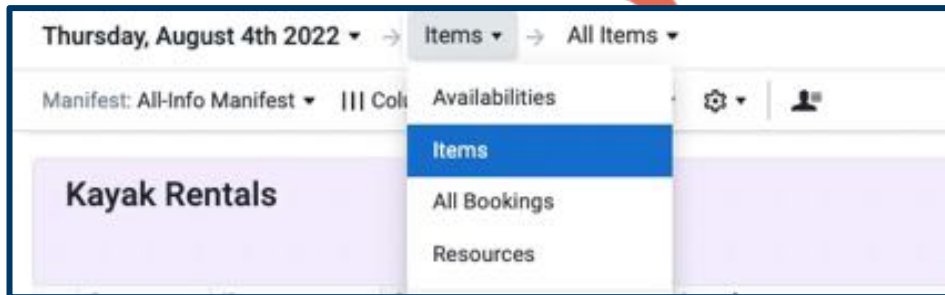 Thursday, August 4th 2022 ▾ → Items ▾ → All Items ▾
Manifest: All-Info Manifest ▾
Availabilities
Items
Kayak Rentals
All Bookings
Resources